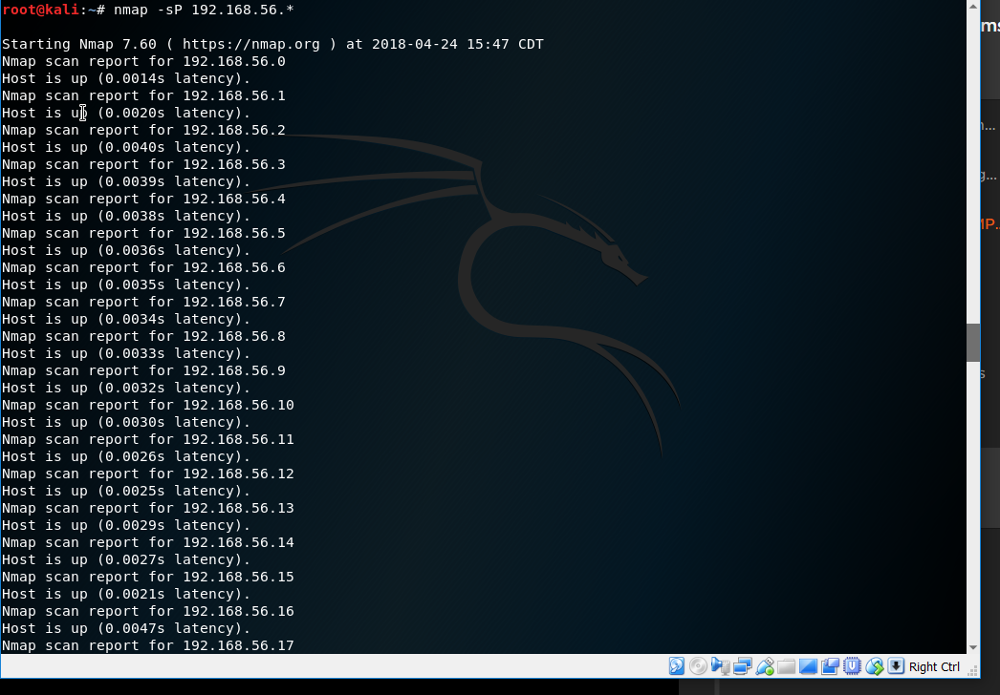 root@kali:~# nmap -sP 192.168.56.*
Starting Nmap 7.60 ( https://nmap.org ) at 2018-04-24 15:47 CDT
Nmap scan report for 192.168.56.0
Host is up (0.0014s latency).
Nmap scan report for 192.168.56.1
Host is up (0.0020s latency).
Nmap scan report for 192.168.56.2
Host is up (0.0040s latency).
Nmap scan report for 192.168.56.3
Host is up (0.0039s latency).
Nmap scan report for 192.168.56.4
Host is up (0.0038s latency).
Nmap scan report for 192.168.56.5
Host is up (0.0036s latency).
Nmap scan report for 192.168.56.6
Host is up (0.0035s latency).
Nmap scan report for 192.168.56.7
Host is up (0.0034s latency).
Nmap scan report for 192.168.56.8
Host is up (0.0033s latency).
Nmap scan report for 192.168.56.9
Host is up (0.0032s latency).
Nmap scan report for 192.168.56.10
Host is up (0.0030s latency).
Nmap scan report for 192.168.56.11
Host is up (0.0026s latency).
Nmap scan report for 192.168.56.12
Host is up (0.0025s latency).
Nmap scan report for 192.168.56.13
Host is up (0.0029s latency).
Nmap scan report for 192.168.56.14
Host is up (0.0027s latency).
Nmap scan report for 192.168.56.15
Host is up (0.0021s latency).
Nmap scan report for 192.168.56.16
Host is up (0.0047s latency).
Nmap scan report for 192.168.56.17
Right Ctrl